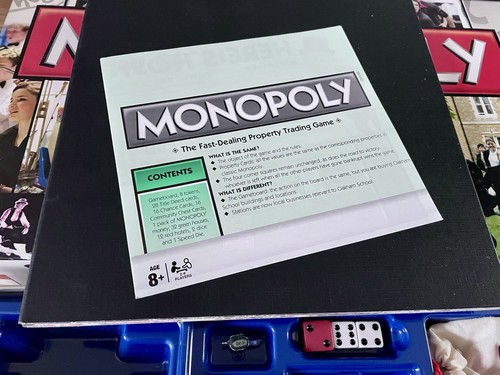 MONOPOLY
The Fast-Dealing Property Trading Game
CONTENTS
Gameboard, 8 tokens,
28 Title Deed cards,
16 Chance Cards, 16
Community Chest Cards,
1 pack of MONOPOLY
money, 32 green houses,
12 red hotels, 2 dice
and 1 Speed Die.
WHAT IS THE SAME?
The object of the game and the rules.
Property Cards: all the values are the same as the corresponding properties in
classic Monopoly.
The four corner squares remain unchanged, as does the road to victory:
whoever is left when all the other players have gone bankrupt wins the game.
WHAT IS DIFFERENT?
The Gameboard: the action on the board is the same, but you are touring Oakham
School buildings and locations.
Stations are now local businesses relevant to Oakham School.
AGE
8+
2-8
PLAYERS
LY